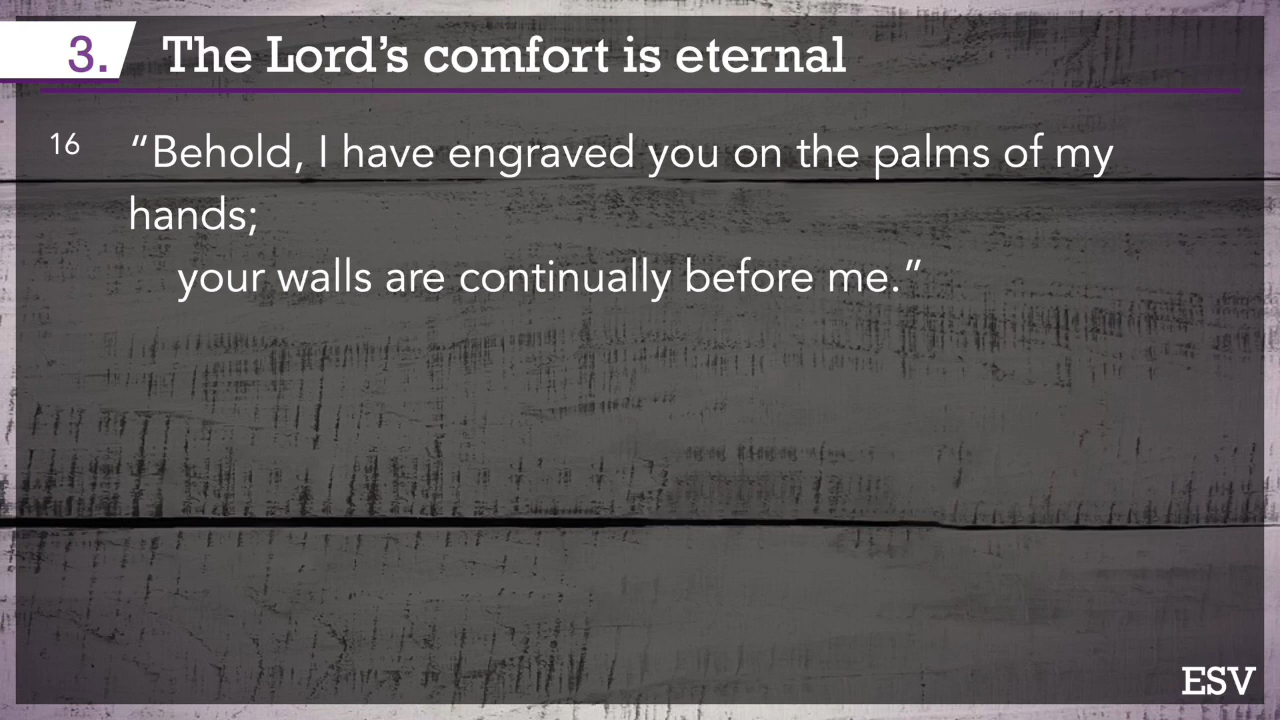 3. The Lord’s comfort is eternal
16 “Behold, I have engraved you on the palms of my
hands;
your walls are continually before me.”
ESV